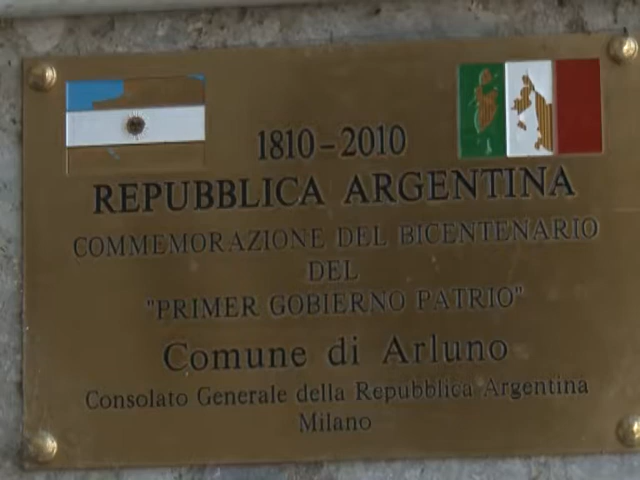 1810-2010
REPUBBLICA ARGENTINA
COMMEMORAZIONE DEL BICENTENARIO
DEL
"PRIMER GOBIERNO PATRIO"
Comune di Arluno
Consolato Generale della Repubblica Argentina
Milano